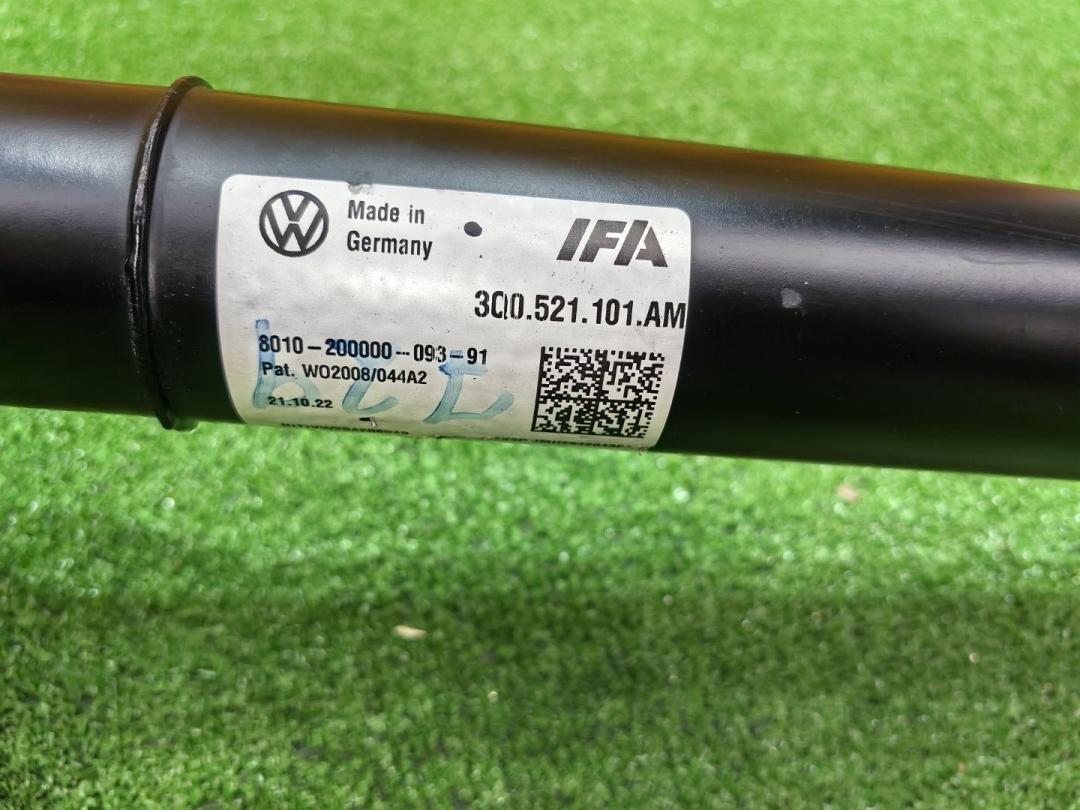 Made in
Germany
IFA
3Q0.521.101.AM
8010-200000--093-91
Pat. WO2008/044A2
21.10.22